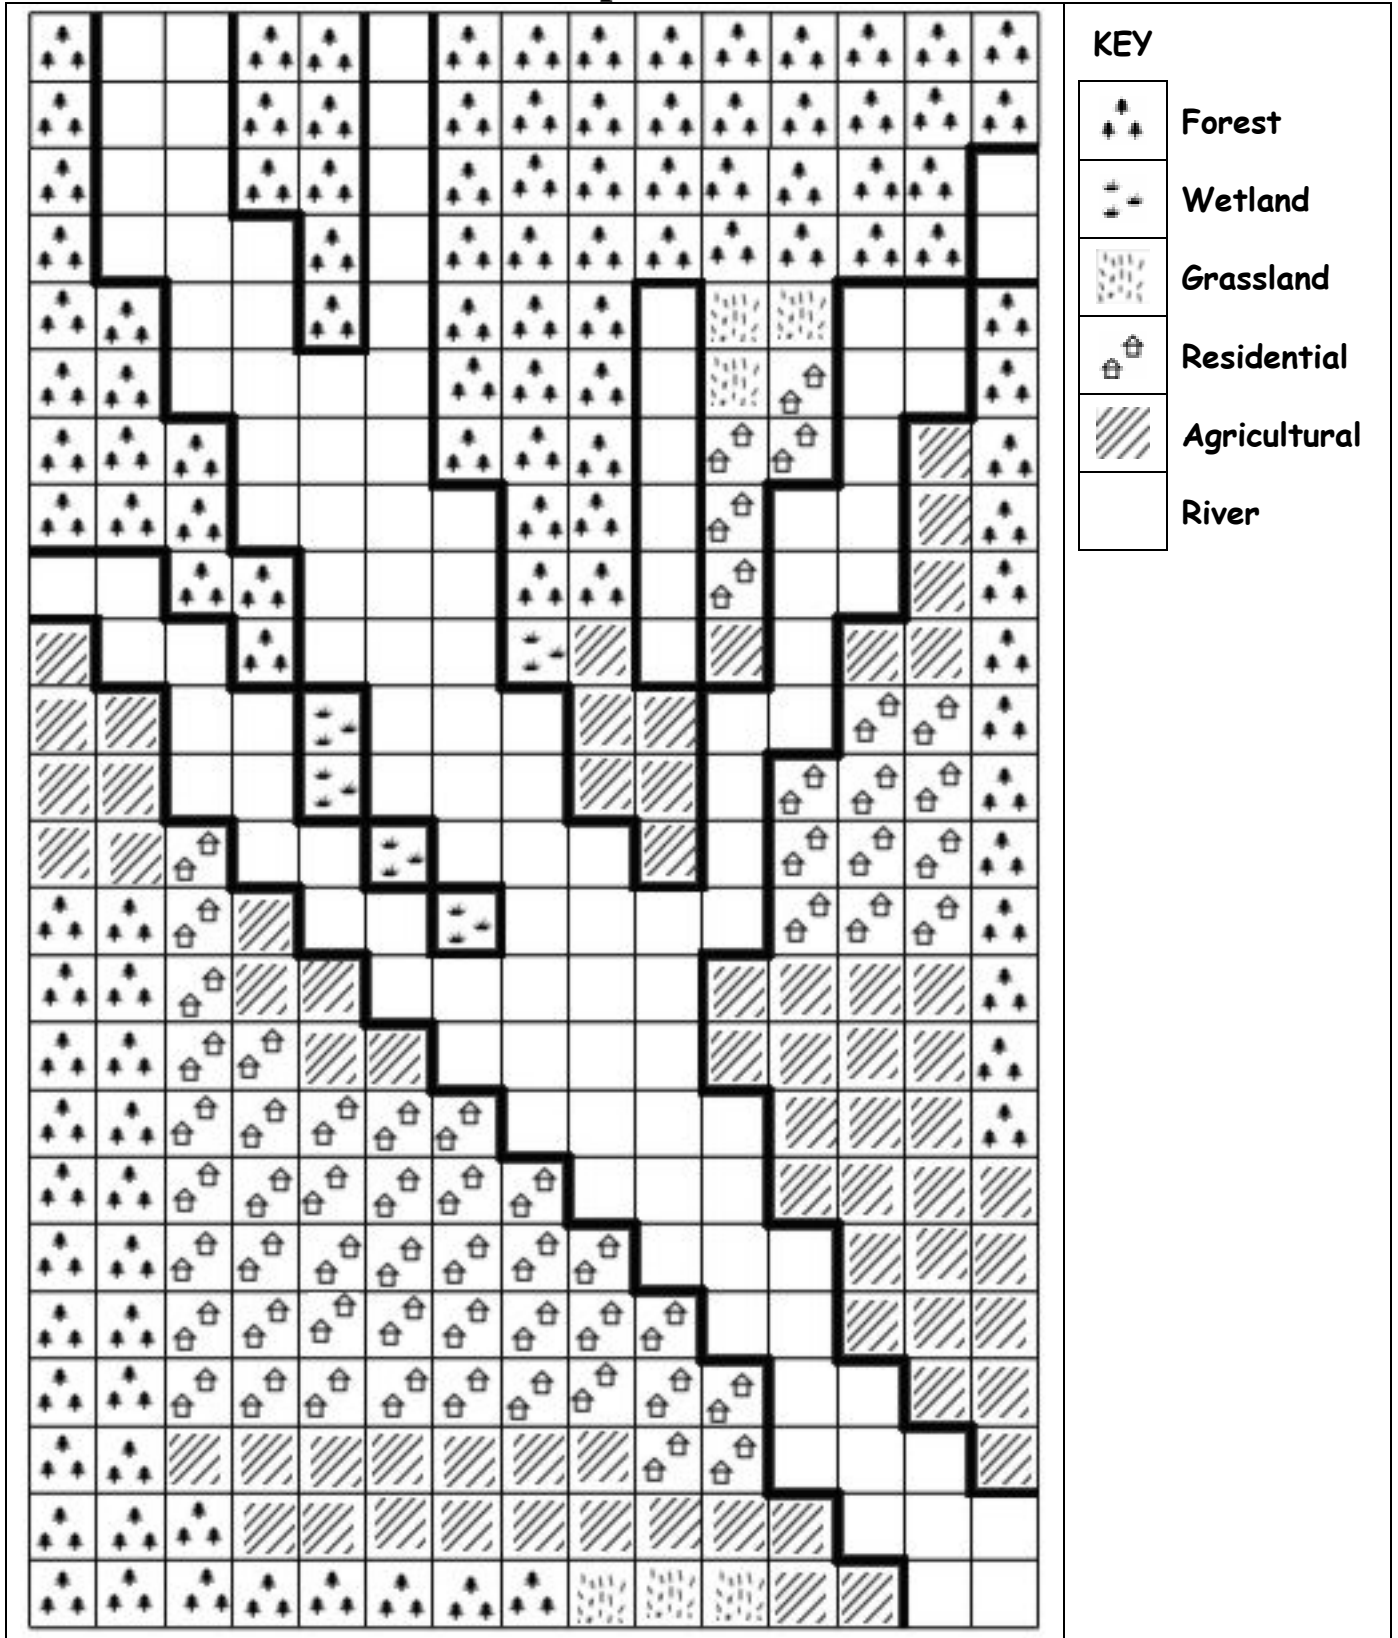 KEY
Forest
Wetland
Grassland
Residential
Agricultural
River